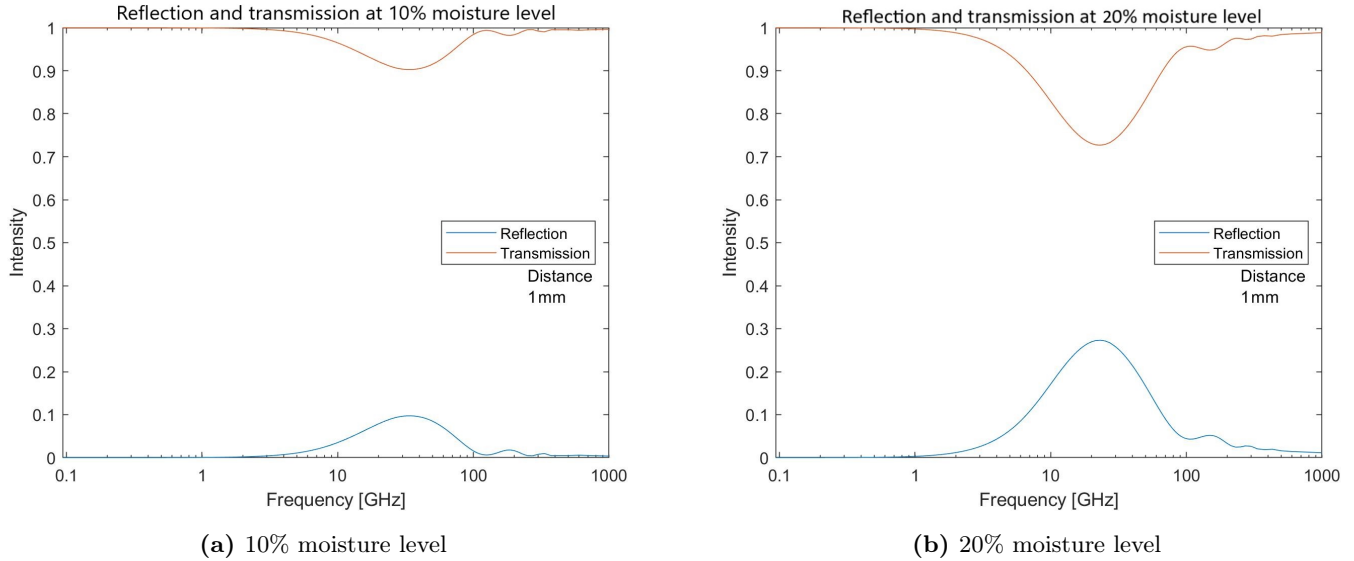 Reflection and transmission at 10% moisture level
1
0.9
0.8
0.7
0.6
0.5
0.4
0.3
0.2
0.1
0
Intensity
Reflection
Transmission
Distance
1mm
0.1 1 10 100 1000
Frequency [GHz]
(a) 10% moisture level
Reflection and transmission at 20% moisture level
1
0.9
0.8
0.7
0.6
0.5
0.4
0.3
0.2
0.1
0
Intensity
Reflection
Transmission
Distance
1mm
0.1 1 10 100 1000
Frequency [GHz]
(b) 20% moisture level